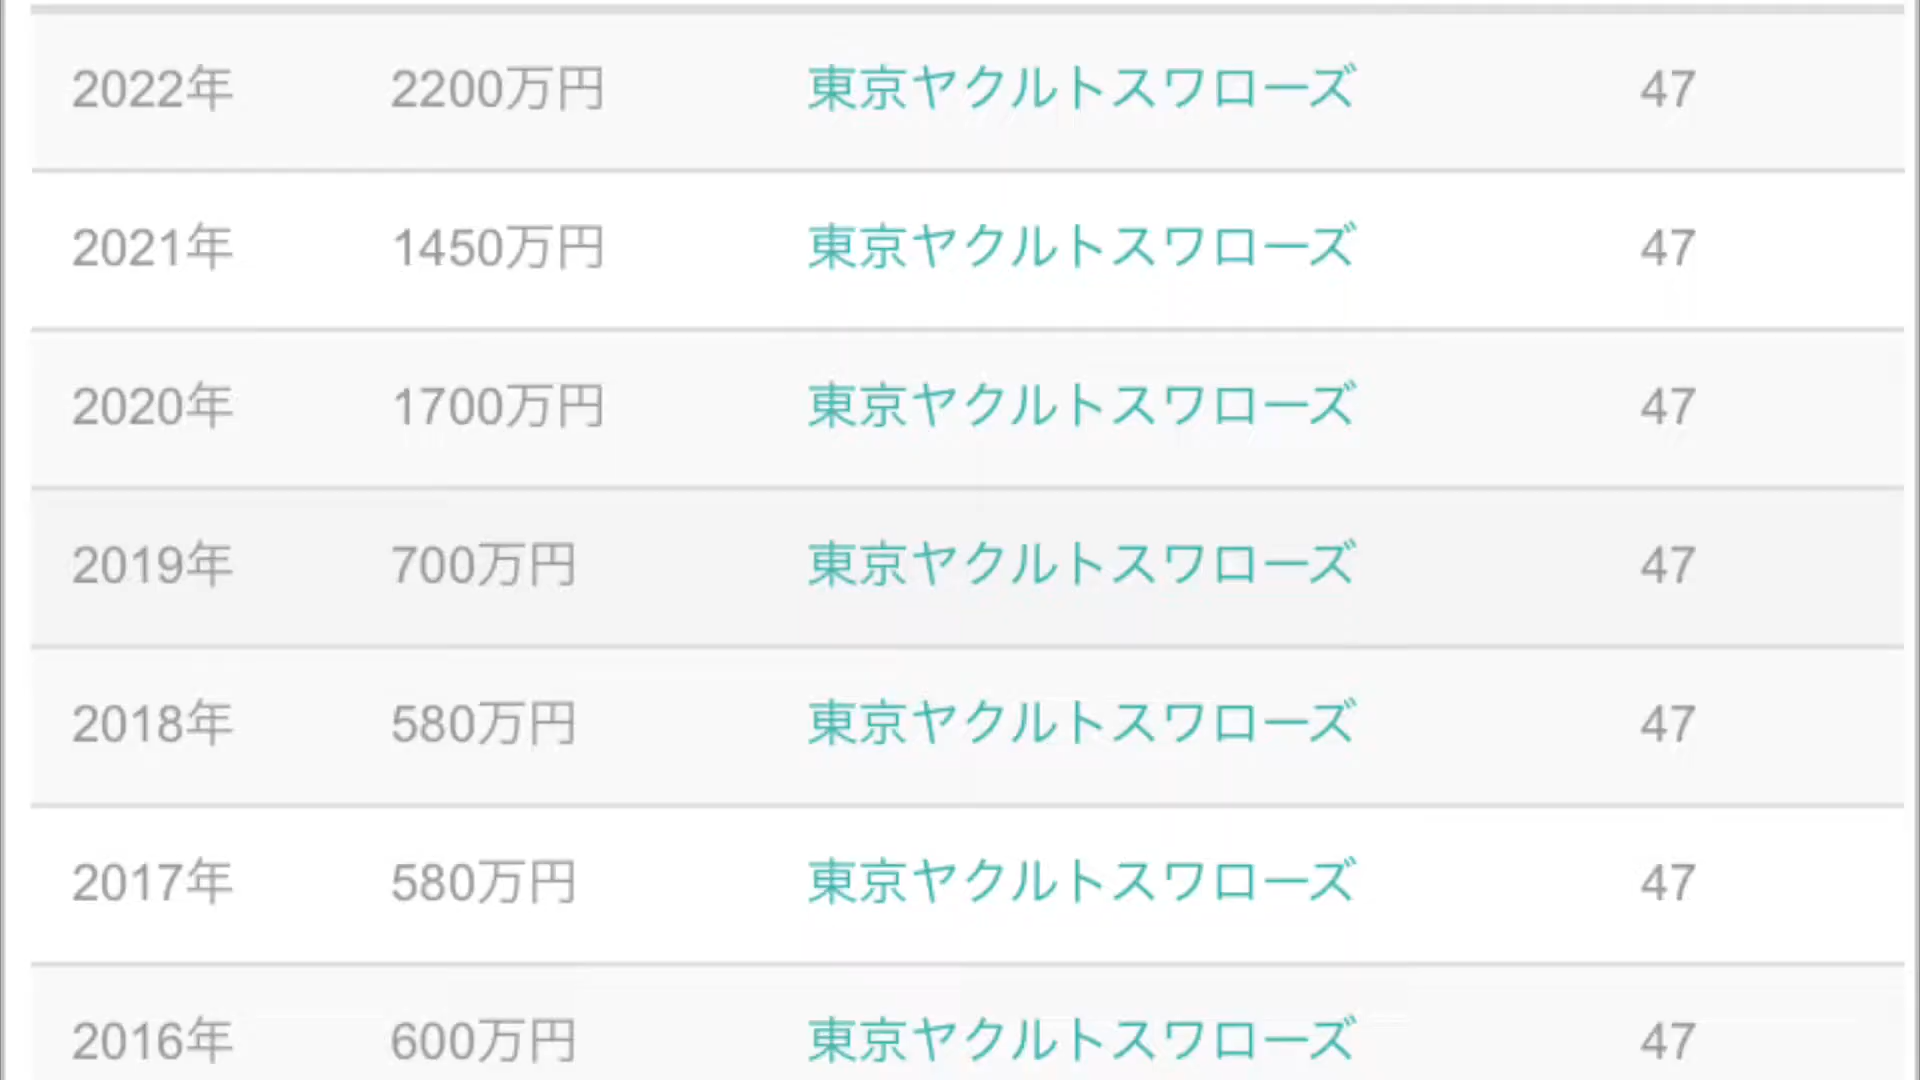 2022年 2200万円 東京ヤクルトスワローズ 47
2021年 1450万円 東京ヤクルトスワローズ 47
2020年 1700万円 東京ヤクルトスワローズ 47
2019年 700万円 東京ヤクルトスワローズ 47
2018年 580万円 東京ヤクルトスワローズ 47
2017年 580万円 東京ヤクルトスワローズ 47
2016年 600万円 東京ヤクルトスワローズ 47